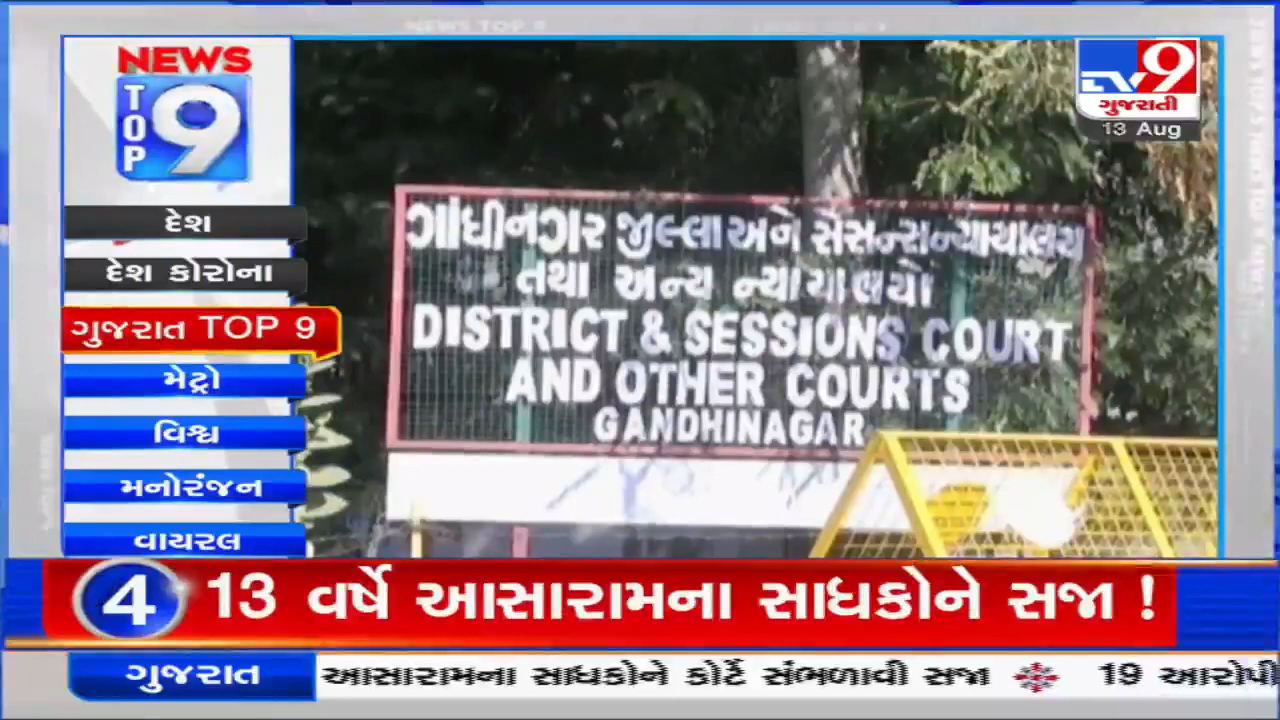 NEWS
TOP
9
TV9
ગુજરાતી
13 Aug
દેશ
દેશ કોરોના
ગુજરાત TOP 9
મેટ્રો
વિશ્વ
મનોરંજન
વાયરલ
ગાંધીનગર જીલ્લા અને સેસન્સ ન્યાયાલય
તથા અન્ય ન્યાયાલયો
DISTRICT & SESSIONS COURT
AND OTHER COURTS
GANDHINAGAR
4 13 વર્ષે આસારામના સાધકોને સજા !
ગુજરાત આસારામના સાધકોને કોર્ટે સંભળાવી સજા 19 આરોપી